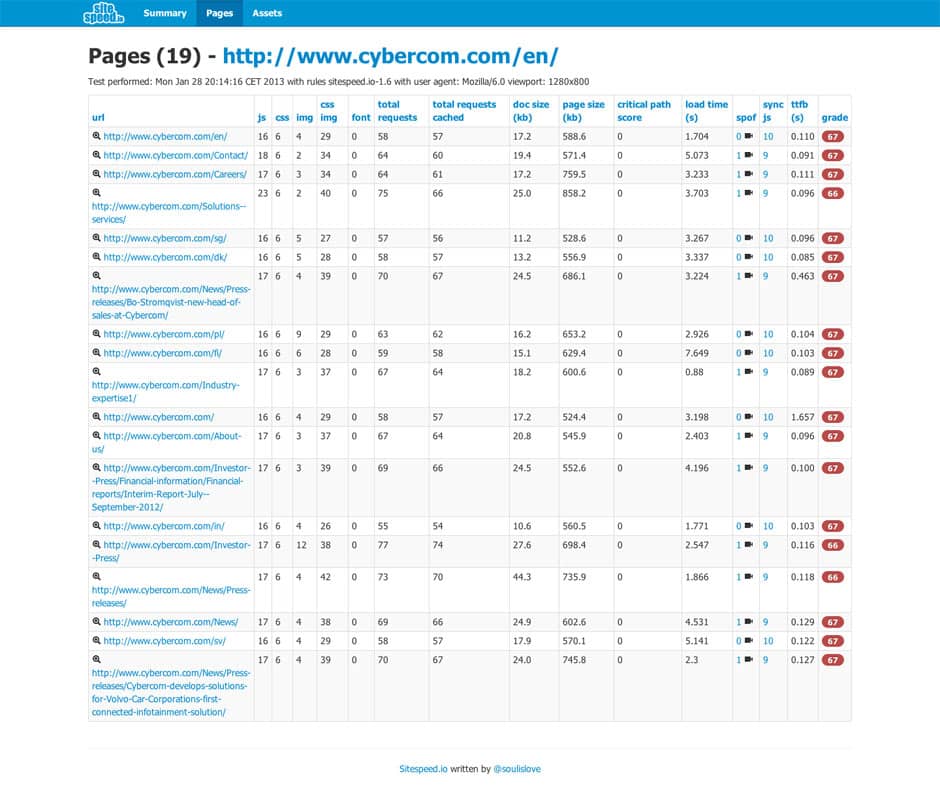 site
speed.io
Summary Pages Assets
Pages (19) - http://www.cybercom.com/en/
Test performed: Mon Jan 28 20:14:16 CET 2013 with rules sitespeed.io-1.6 with user agent: Mozilla/6.0 viewport: 1280x800
url js css img css img font total requests total requests cached doc size (kb) page size (kb) critical path score load time (s) spof sync js ttfb (s) grade
http://www.cybercom.com/en/ 16 6 4 29 0 58 57 17.2 588.6 0 1.704 0 10 0.110 67
http://www.cybercom.com/Contact/ 18 6 2 34 0 64 60 19.4 571.4 0 5.073 1 9 0.091 67
http://www.cybercom.com/Careers/ 17 6 3 34 0 64 61 17.2 759.5 0 3.233 1 9 0.111 67
23 6 2 40 0 75 66 25.0 858.2 0 3.703 1 9 0.096 66
http://www.cybercom.com/Solutions--
services/
http://www.cybercom.com/sg/ 16 6 5 27 0 57 56 11.2 528.6 0 3.267 0 10 0.096 67
http://www.cybercom.com/dk/ 16 6 5 28 0 58 57 13.2 556.9 0 3.337 0 10 0.085 67
17 6 4 39 0 70 67 24.5 686.1 0 3.224 1 9 0.463 67
http://www.cybercom.com/News/Press-
releases/Bo-Stromqvist-new-head-of-
sales-at-Cybercom/
http://www.cybercom.com/pl/ 16 6 9 29 0 63 62 16.2 653.2 0 2.926 0 10 0.104 67
http://www.cybercom.com/fi/ 16 6 6 28 0 59 58 15.1 629.4 0 7.649 0 10 0.103 67
17 6 3 37 0 67 64 18.2 600.6 0 0.88 1 9 0.089 67
http://www.cybercom.com/Industry-
expertise1/
http://www.cybercom.com/ 16 6 4 29 0 58 57 17.2 524.4 0 3.198 0 10 1.657 67
http://www.cybercom.com/About- 17 6 3 37 0 67 64 20.8 545.9 0 2.403 1 9 0.096 67
us/
http://www.cybercom.com/Investor- 17 6 3 39 0 69 66 24.5 552.6 0 4.196 1 9 0.100 67
-Press/Financial-information/Financial-
reports/Interim-Report-July--
September-2012/
http://www.cybercom.com/in/ 16 6 4 26 0 55 54 10.6 560.5 0 1.771 0 10 0.103 67
http://www.cybercom.com/Investor- 17 6 12 38 0 77 74 27.6 698.4 0 2.547 1 9 0.116 66
-Press/
17 6 4 42 0 73 70 44.3 735.9 0 1.866 1 9 0.118 66
http://www.cybercom.com/News/Press-
releases/
http://www.cybercom.com/News/ 17 6 4 38 0 69 66 24.9 602.6 0 4.531 1 9 0.129 67
http://www.cybercom.com/sv/ 16 6 4 29 0 58 57 17.9 570.1 0 5.141 0 10 0.122 67
17 6 4 39 0 70 67 24.0 745.8 0 2.3 1 9 0.127 67
http://www.cybercom.com/News/Press-
releases/Cybercom-develops-solutions-
for-Volvo-Car-Corporations-first-
connected-infotainment-solution/
Sitespeed.io written by @soulislove